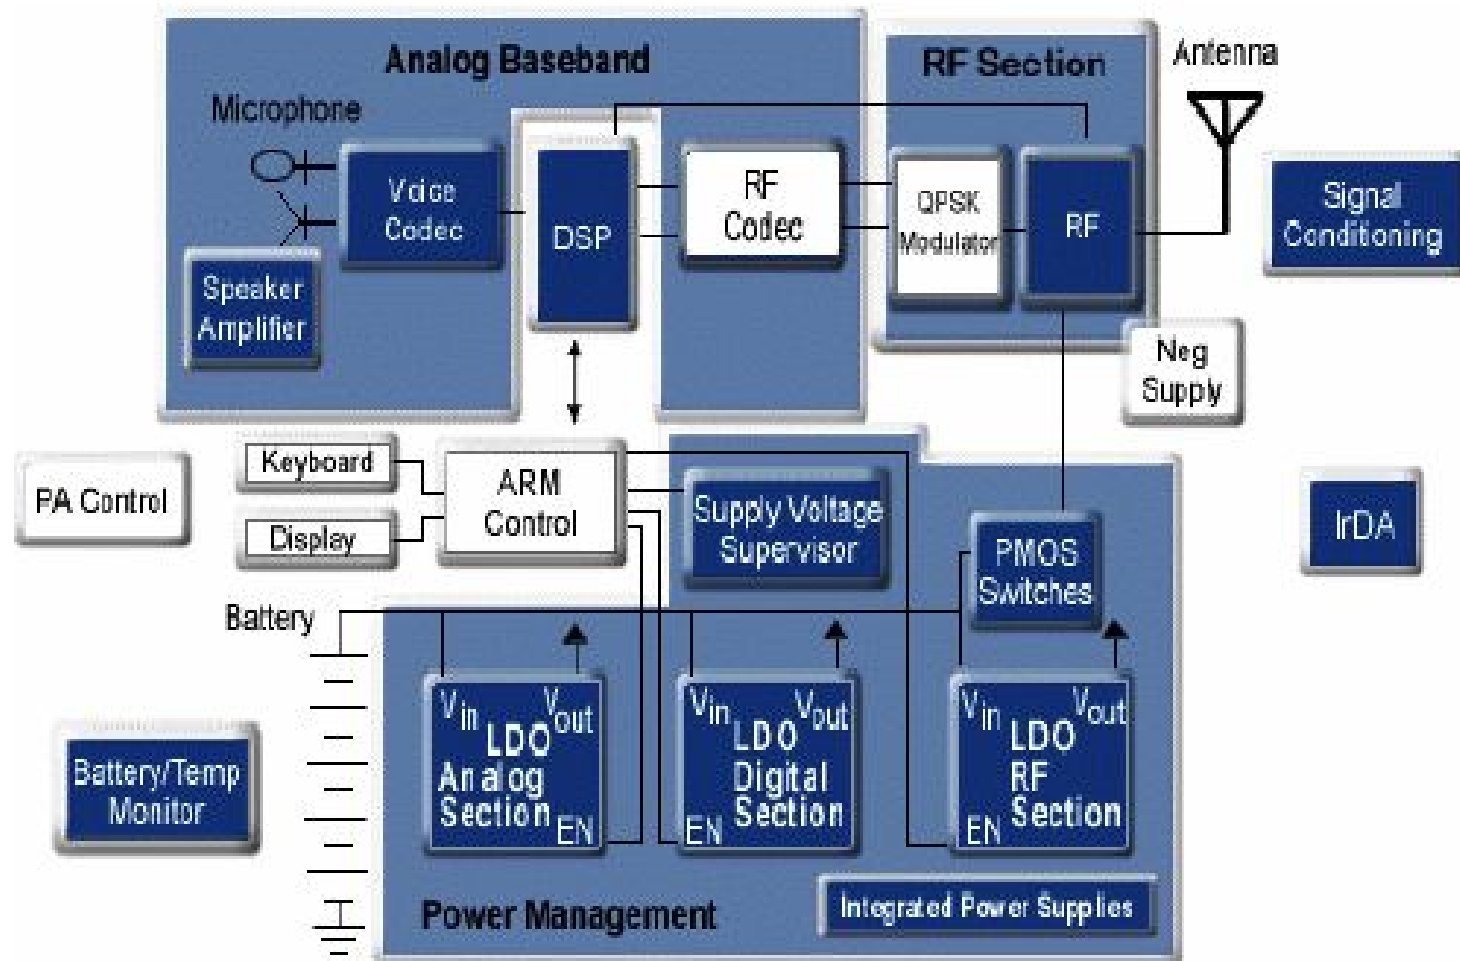 Analog Baseband
RF Section
Antenna
Microphone
Voice
Codec
DSP
RF
Codec
QPSK
Modulator
RF
Signal
Conditioning
Speaker
Amplifier
Neg
Supply
PA Control
Keyboard
Display
ARM
Control
Supply Voltage
Supervisor
PMOS
Switches
IrDA
Battery
Vin Vout
LDO
Analog
Section
EN
Vin Vout
LDO
Digital
Section
EN
Vin Vout
LDO
RF
Section
EN
Battery/Temp
Monitor
Power Management
Integrated Power Supplies